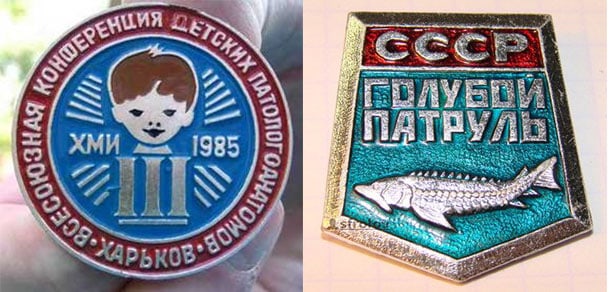 ВСЕСОЮЗНАЯ КОНФЕРЕНЦИЯ ДЕТСКИХ ПАТОЛОГОАНАТОМОВ
ХМИ 1985
III
• ХАРЬКОВ •
СССР
ГОЛУБОЙ
ПАТРУЛЬ